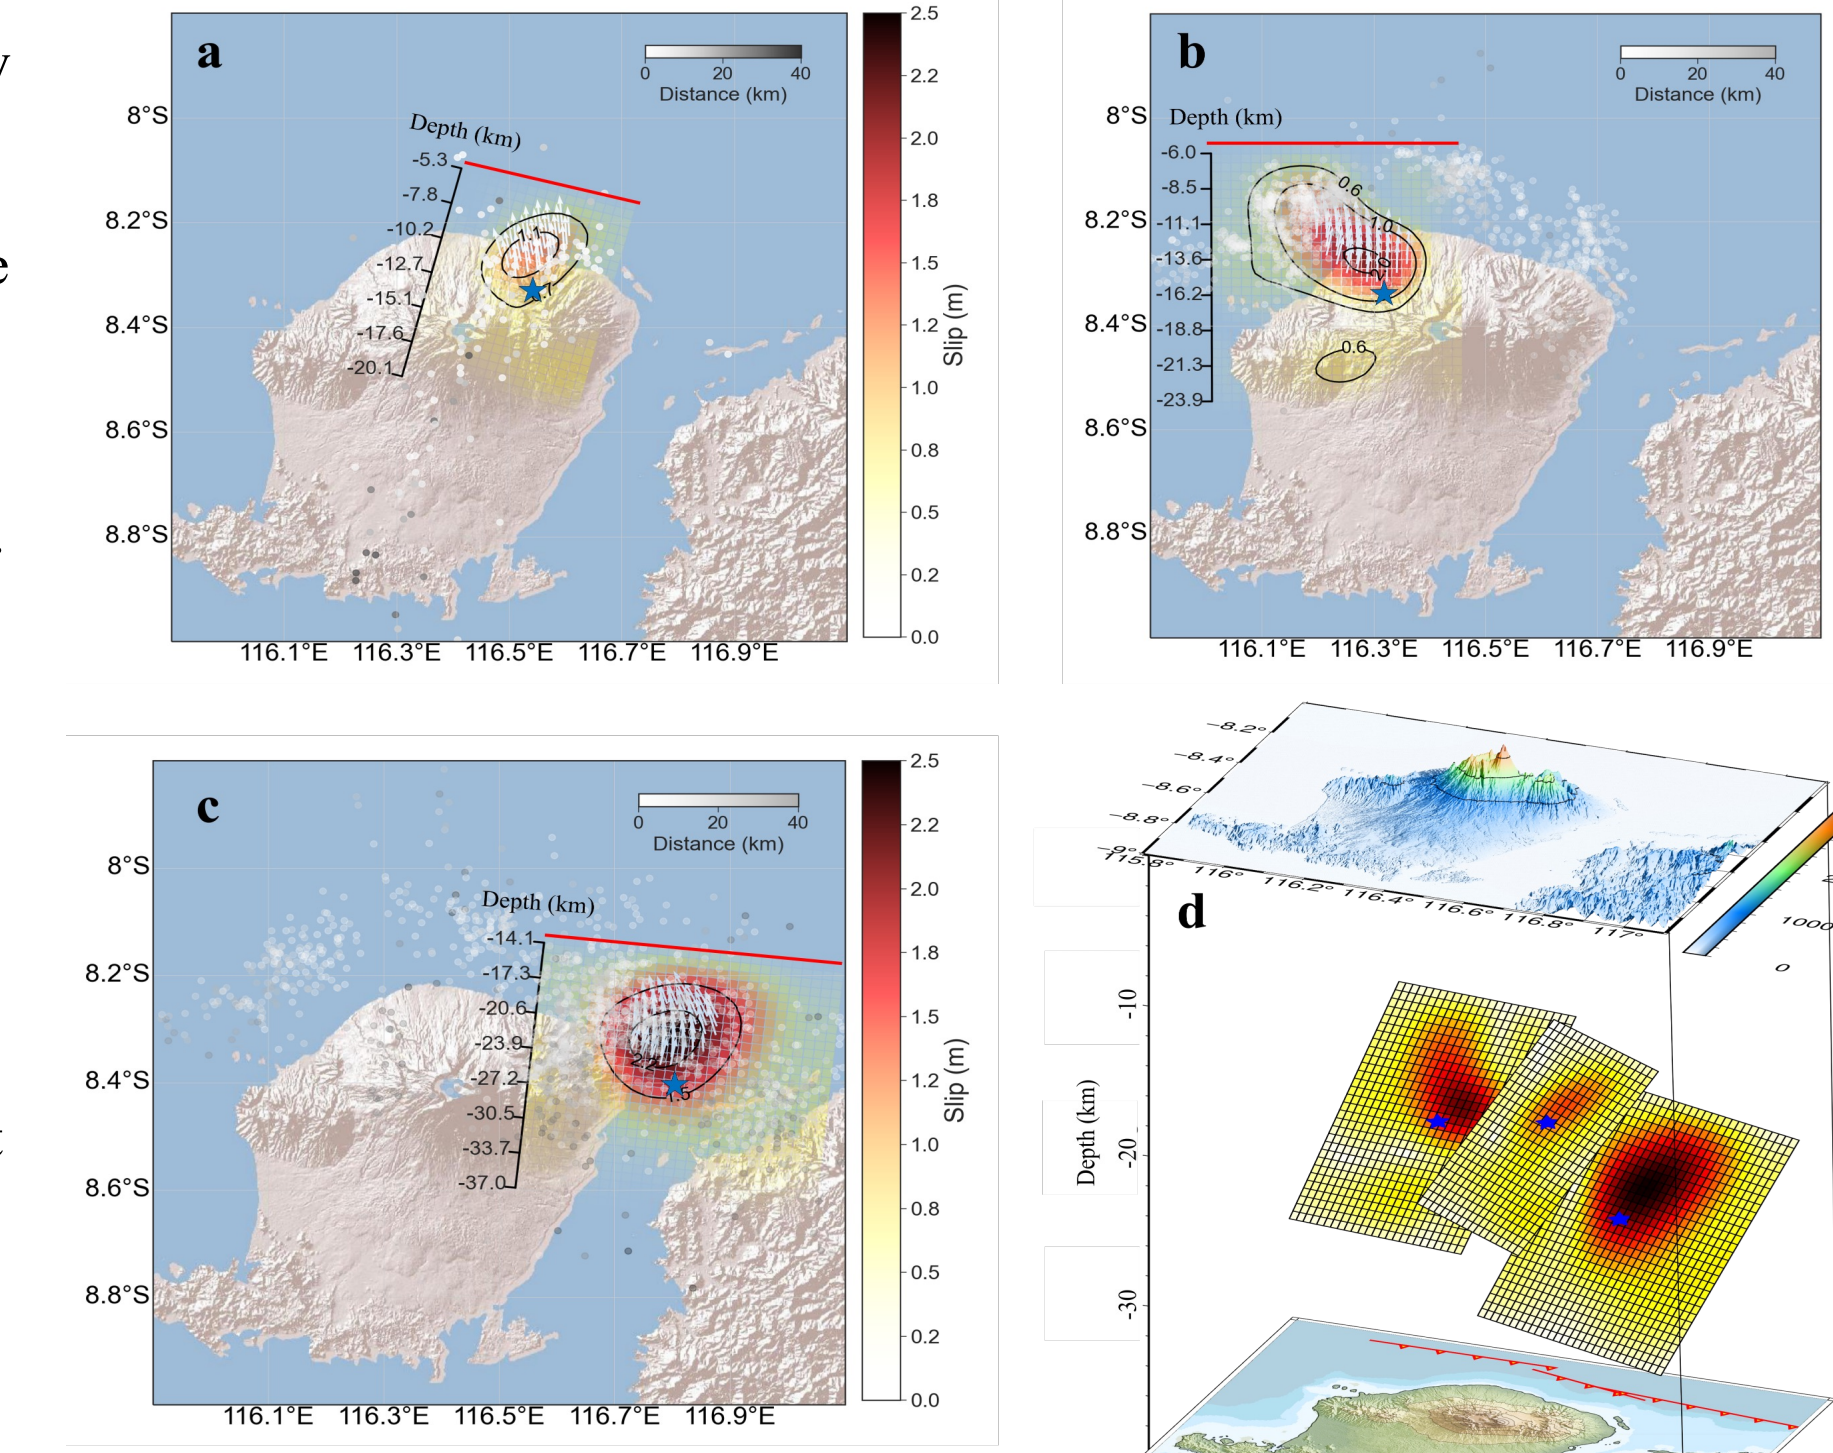 a
0 20 40
Distance (km)
Depth (km)
-5.3
-7.8
-10.2
-12.7
-15.1
-17.6
-20.1
1.1
8°S
8.2°S
8.4°S
8.6°S
8.8°S
116.1°E 116.3°E 116.5°E 116.7°E 116.9°E
2.5
2.2
2.0
1.8
1.5
1.2
1.0
0.8
0.5
0.2
0.0
Slip (m)
b
0 20 40
Distance (km)
Depth (km)
-6.0
-8.5
-11.1
-13.6
-16.2
-18.8
-21.3
-23.9
0.6
1.0
2.0
0.6
8°S
8.2°S
8.4°S
8.6°S
8.8°S
116.1°E 116.3°E 116.5°E 116.7°E 116.9°E
c
0 20 40
Distance (km)
Depth (km)
-14.1
-17.3
-20.6
-23.9
-27.2
-30.5
-33.7
-37.0
2.2
1.5
8°S
8.2°S
8.4°S
8.6°S
8.8°S
116.1°E 116.3°E 116.5°E 116.7°E 116.9°E
2.5
2.2
2.0
1.8
1.5
1.2
1.0
0.8
0.5
0.2
0.0
Slip (m)
−8.2°
−8.4°
−8.6°
−8.8°
−9°
115.8° 116° 116.2° 116.4° 116.6° 116.8° 117°
d
1000
0
-10
-20
-30
Depth (km)